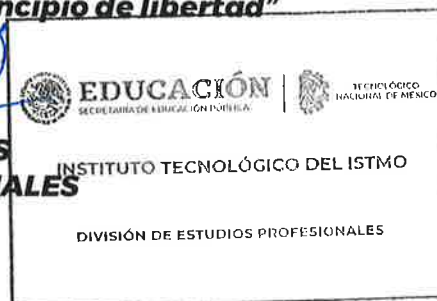 ncipio de libertad"
EDUCACIÓN
SECRETARÍA DE EDUCACIÓN PÚBLICA
TECNOLÓGICO
NACIONAL DE MÉXICO
S
INSTITUTO TECNOLÓGICO DEL ISTMO
ALES
DIVISIÓN DE ESTUDIOS PROFESIONALES